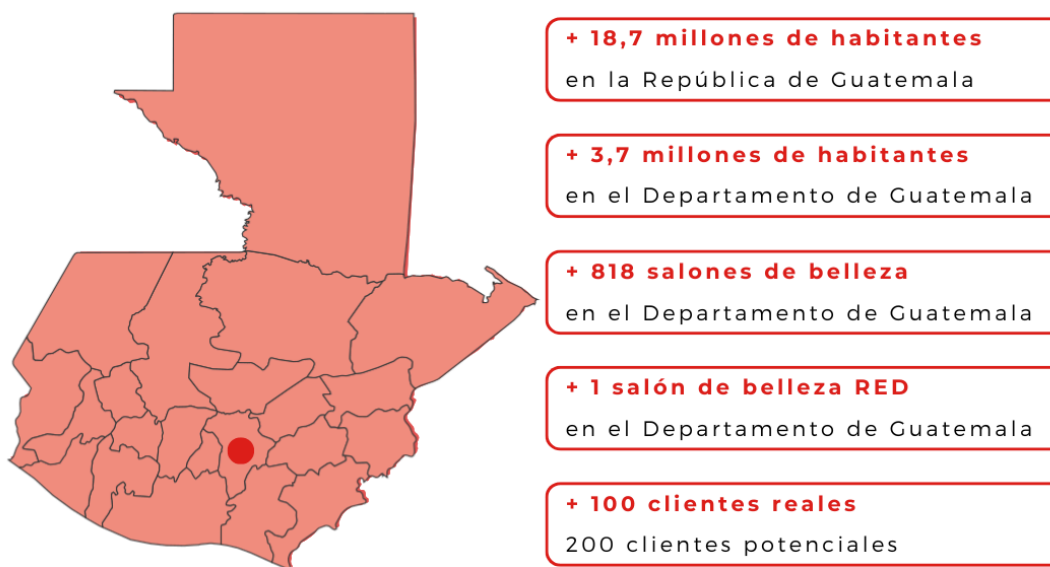 + 18,7 millones de habitantes
en la República de Guatemala
+ 3,7 millones de habitantes
en el Departamento de Guatemala
+ 818 salones de belleza
en el Departamento de Guatemala
+ 1 salón de belleza RED
en el Departamento de Guatemala
+ 100 clientes reales
200 clientes potenciales